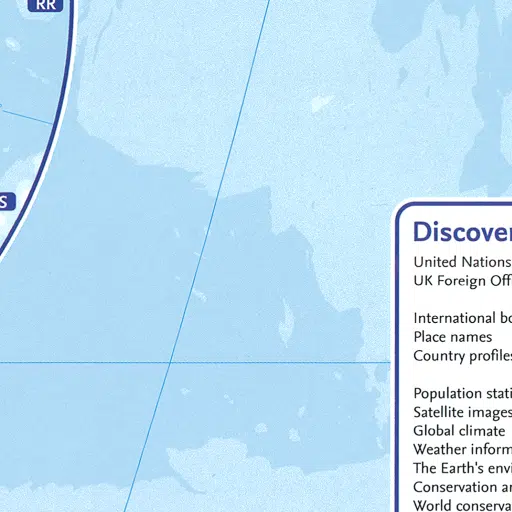 RR
S
Discover
United Nations
UK Foreign Off
International bo
Place names
Country profiles
Population stati
Satellite images
Global climate
Weather inform
The Earth's envi
Conservation an
World conserva